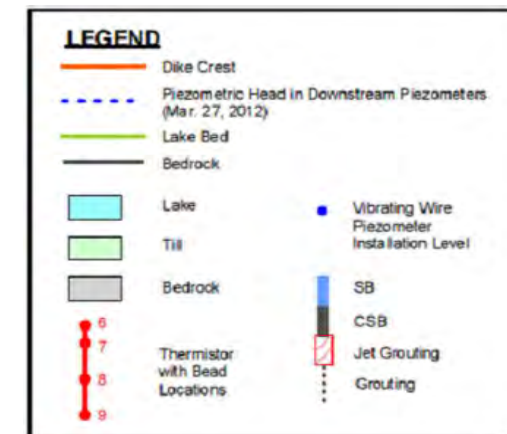 LEGEND
Dike Crest
Piezometric Head in Downstream Piezometers
(Mar. 27, 2012)
Lake Bed
Bedrock
Lake
Till
Bedrock
6
7
8
9
Thermistor
with Bead
Locations
Vibrating Wire
Piezometer
Installation Level
SB
CSB
Jet Grouting
Grouting